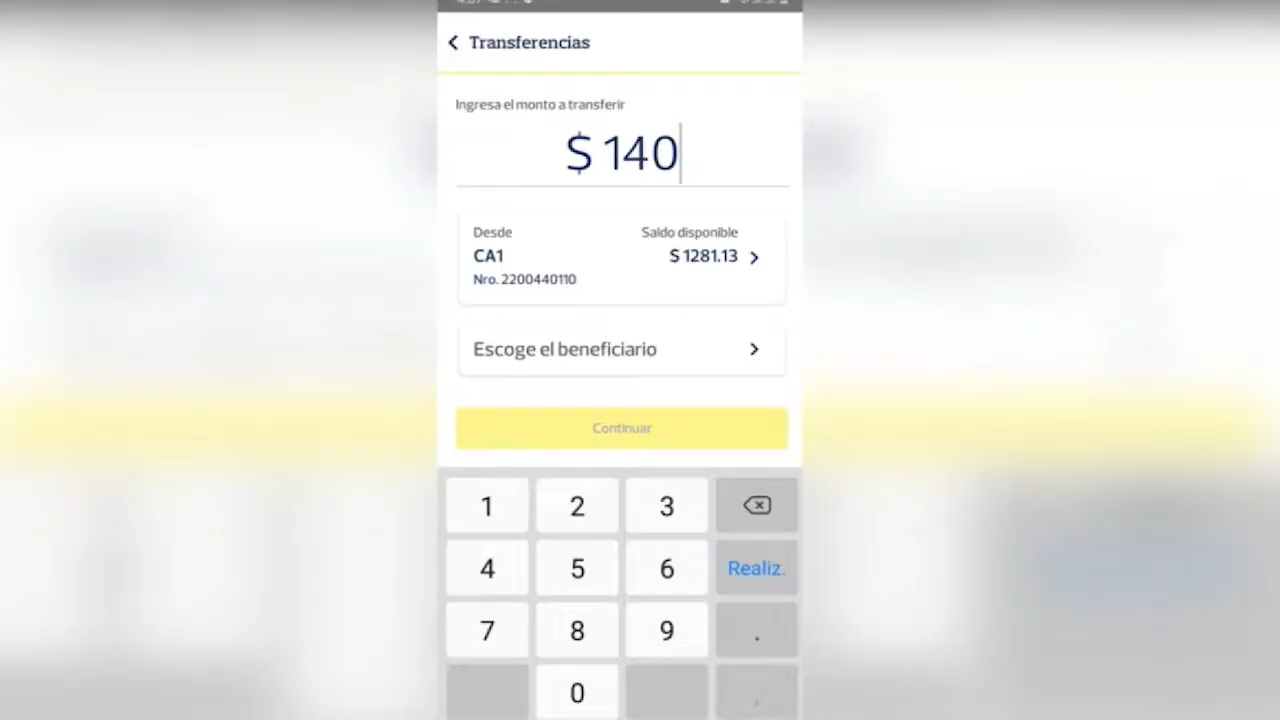 Transferencias
Ingresa el monto a transferir
$ 140
Desde Saldo disponible
CA1 $ 1281.13
Nro. 2200440110
Escoge el beneficiario
Continuar
1 2 3
4 5 6 Realiz.
7 8 9 .
0 ,